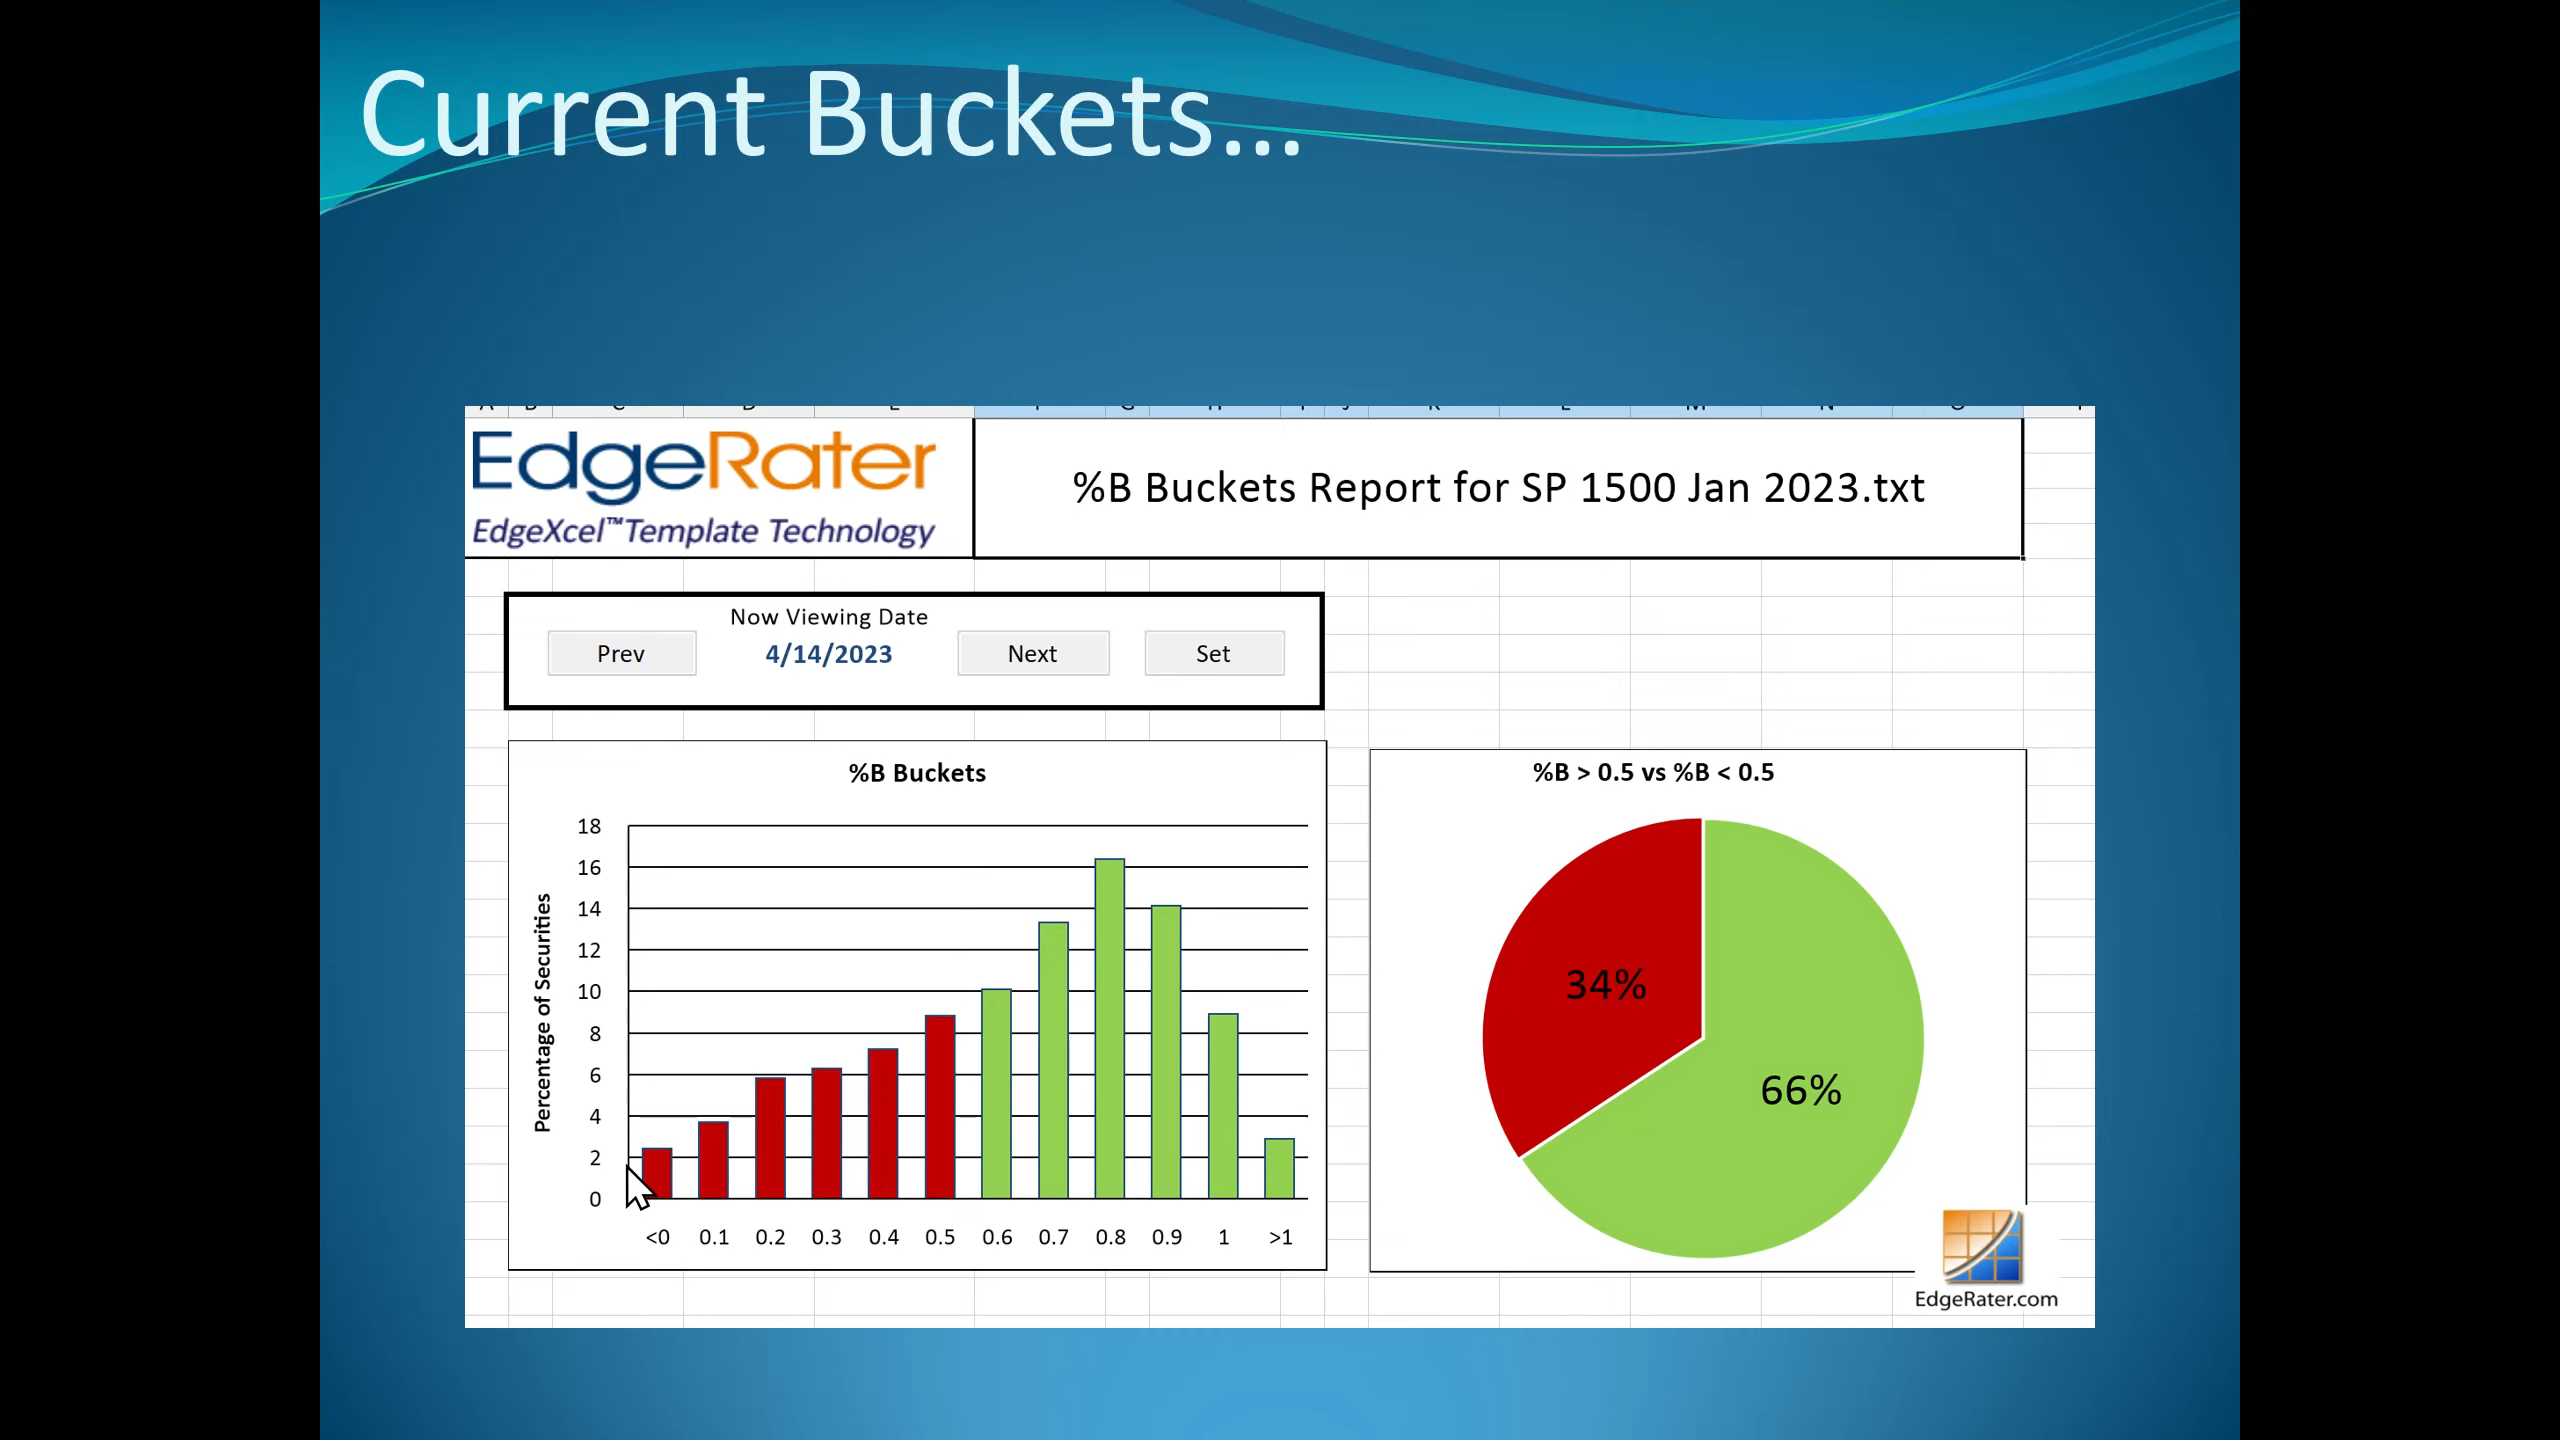 Current Buckets...
EdgeRater
EdgeXcel™Template Technology
%B Buckets Report for SP 1500 Jan 2023.txt
Now Viewing Date
Prev
4/14/2023
Next
Set
%B Buckets
18
16
14
12
10
8
6
4
2
0
Percentage of Securities
<0 0.1 0.2 0.3 0.4 0.5 0.6 0.7 0.8 0.9 1 >1
%B > 0.5 vs %B < 0.5
34%
66%
EdgeRater.com